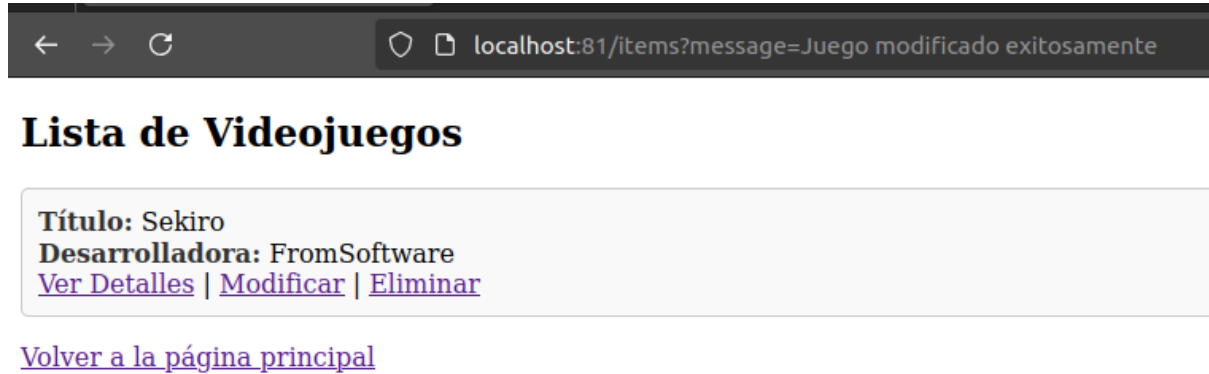 localhost:81/items?message=Juego modificado exitosamente
Lista de Videojuegos
Título: Sekiro
Desarrolladora: FromSoftware
Ver Detalles | Modificar | Eliminar
Volver a la página principal